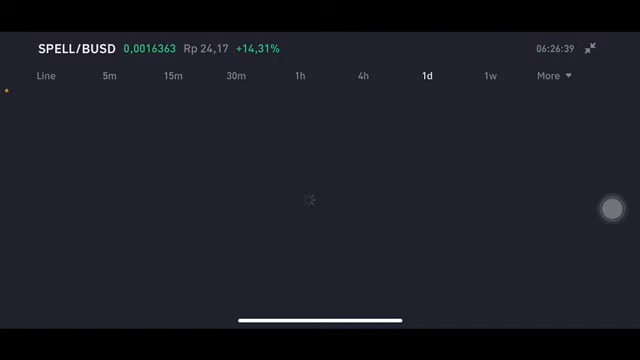 SPELL/BUSD 0,0016363 Rp 24,17 +14,31% 06:26:39
Line 5m 15m 30m 1h 4h 1d 1w More